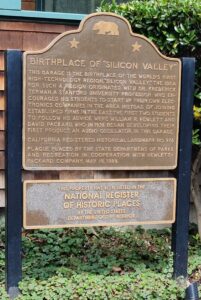 BIRTHPLACE OF "SILICON VALLEY"
THIS GARAGE IS THE BIRTHPLACE OF THE WORLD'S FIRST
HIGH-TECHNOLOGY REGION, "SILICON VALLEY." THE IDEA
FOR SUCH A REGION ORIGINATED WITH DR. FREDERICK
TERMAN, A STANFORD UNIVERSITY PROFESSOR WHO EN-
COURAGED HIS STUDENTS TO START UP THEIR OWN ELEC-
TRONICS COMPANIES IN THE AREA INSTEAD OF JOINING
ESTABLISHED FIRMS IN THE EAST. THE FIRST TWO STUDENTS
TO FOLLOW HIS ADVICE WERE WILLIAM R. HEWLETT AND
DAVID PACKARD, WHO IN 1938 BEGAN DEVELOPING THEIR
FIRST PRODUCT, AN AUDIO OSCILLATOR, IN THIS GARAGE.
CALIFORNIA REGISTERED HISTORICAL LANDMARK NO. 976
PLAQUE PLACED BY THE STATE DEPARTMENT OF PARKS
AND RECREATION IN COOPERATION WITH HEWLETT-
PACKARD COMPANY, MAY 19, 1989.
THIS PROPERTY HAS BEEN LISTED IN THE
NATIONAL REGISTER
OF HISTORIC PLACES
BY THE UNITED STATES
DEPARTMENT OF THE INTERIOR